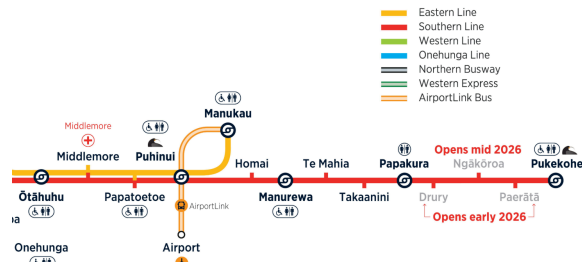 Eastern Line
Southern Line
Western Line
Onehunga Line
Northern Busway
Western Express
AirportLink Bus
Manukau
Middlemore
Middlemore
Puhinui
Homai
Te Mahia
Papakura
Opens mid 2026
Ngākōroa
Pukekohe
Ōtāhuhu
Papatoetoe
AirportLink
Manurewa
Takaanini
Drury
Paerātā
Opens early 2026
Onehunga
Airport